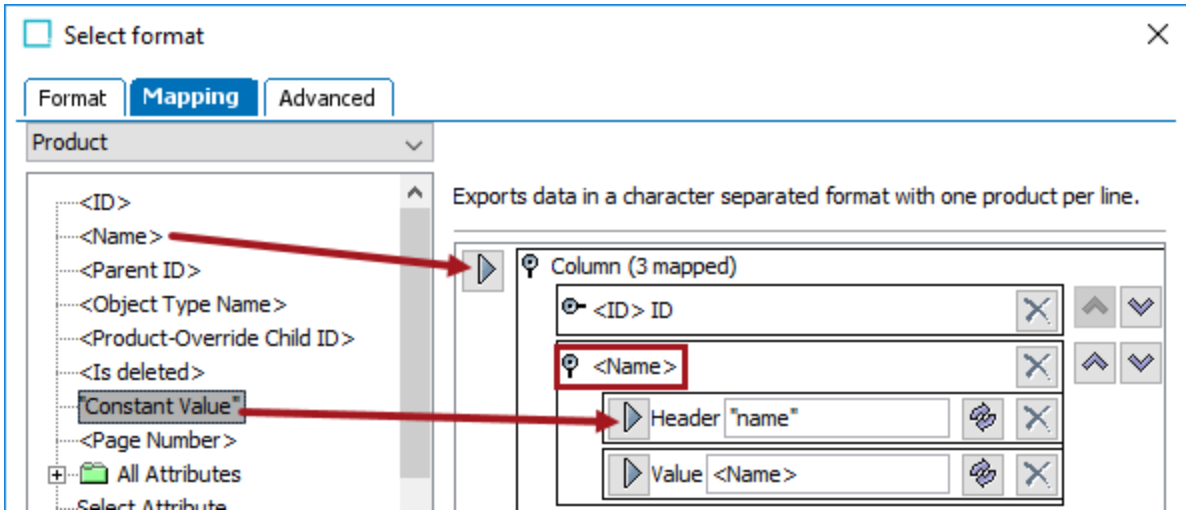 Select format
Format Mapping Advanced
Product
<ID>
<Name>
<Parent ID>
<Object Type Name>
<Product-Override Child ID>
<Is deleted>
"Constant Value"
<Page Number>
All Attributes
Select Attribute
Exports data in a character separated format with one product per line.
Column (3 mapped)
<ID> ID
<Name>
Header "name"
Value <Name>